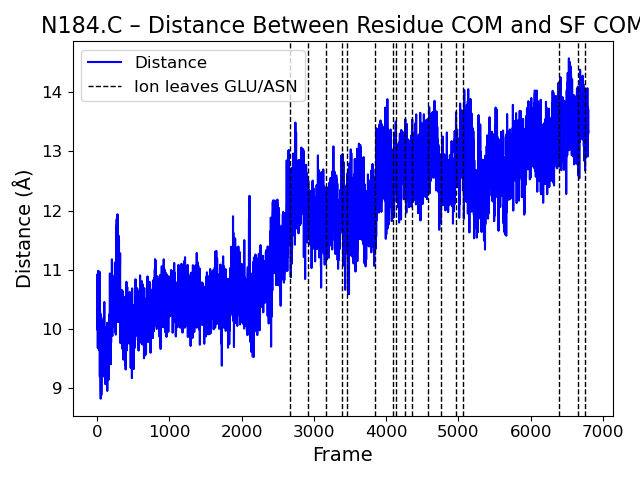 N184.C – Distance Between Residue COM and SF COM
Distance
Ion leaves GLU/ASN
Distance (Å)
14
13
12
11
10
9
0 1000 2000 3000 4000 5000 6000 7000
Frame